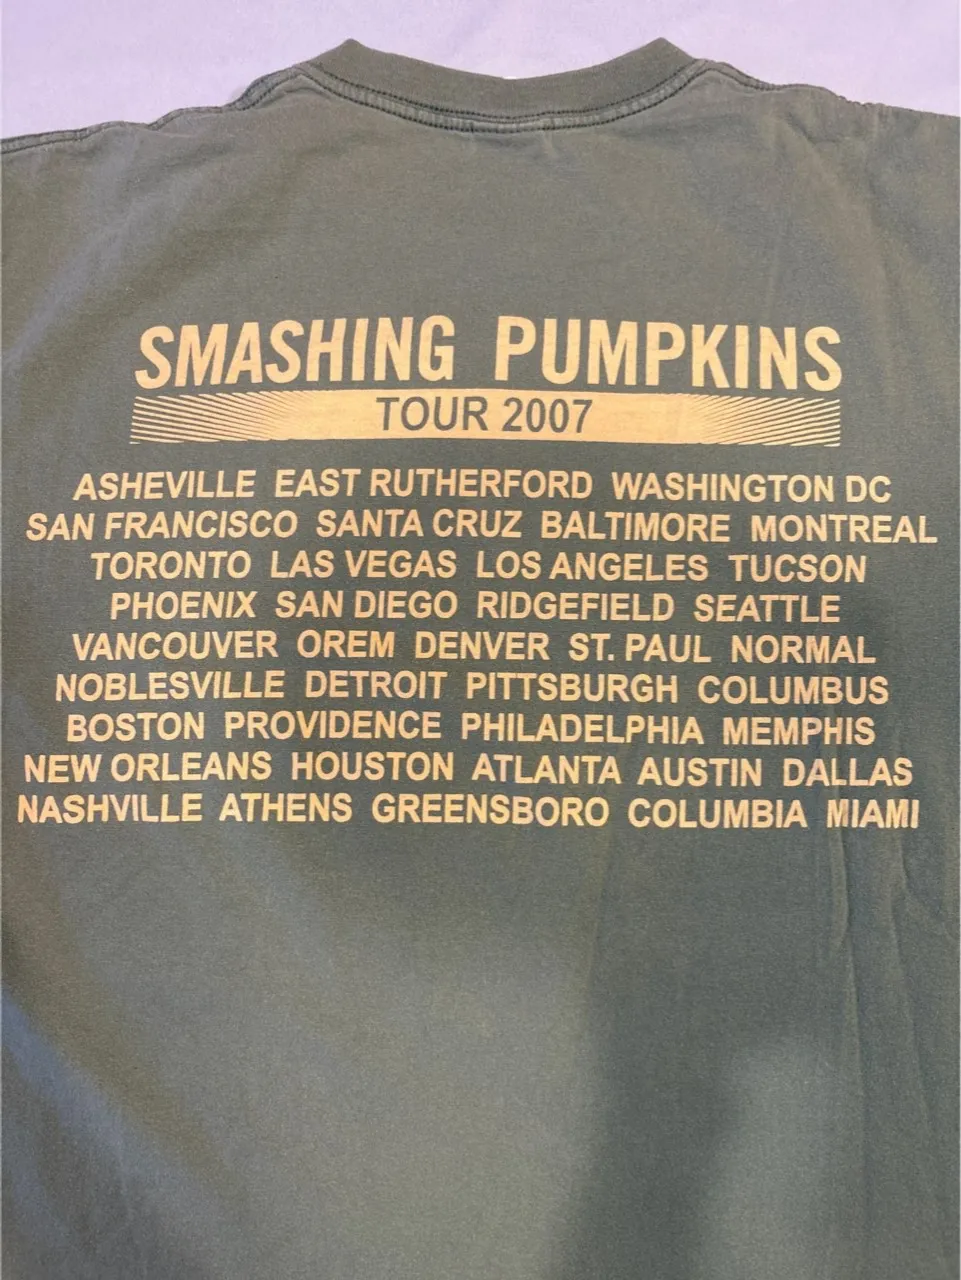 SMASHING PUMPKINS
TOUR 2007
ASHEVILLE EAST RUTHERFORD WASHINGTON DC
SAN FRANCISCO SANTA CRUZ BALTIMORE MONTREAL
TORONTO LAS VEGAS LOS ANGELES TUCSON
PHOENIX SAN DIEGO RIDGEFIELD SEATTLE
VANCOUVER OREM DENVER ST. PAUL NORMAL
NOBLESVILLE DETROIT PITTSBURGH COLUMBUS
BOSTON PROVIDENCE PHILADELPHIA MEMPHIS
NEW ORLEANS HOUSTON ATLANTA AUSTIN DALLAS
NASHVILLE ATHENS GREENSBORO COLUMBIA MIAMI